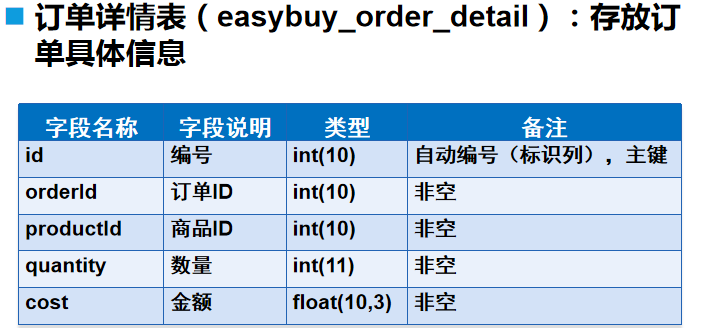 订单详情表（easybuy_order_detail）：存放订
单具体信息
字段名称 字段说明 类型 备注
id 编号 int(10) 自动编号（标识列），主键
orderId 订单ID int(10) 非空
productId 商品ID int(10) 非空
quantity 数量 int(11) 非空
cost 金额 float(10,3) 非空